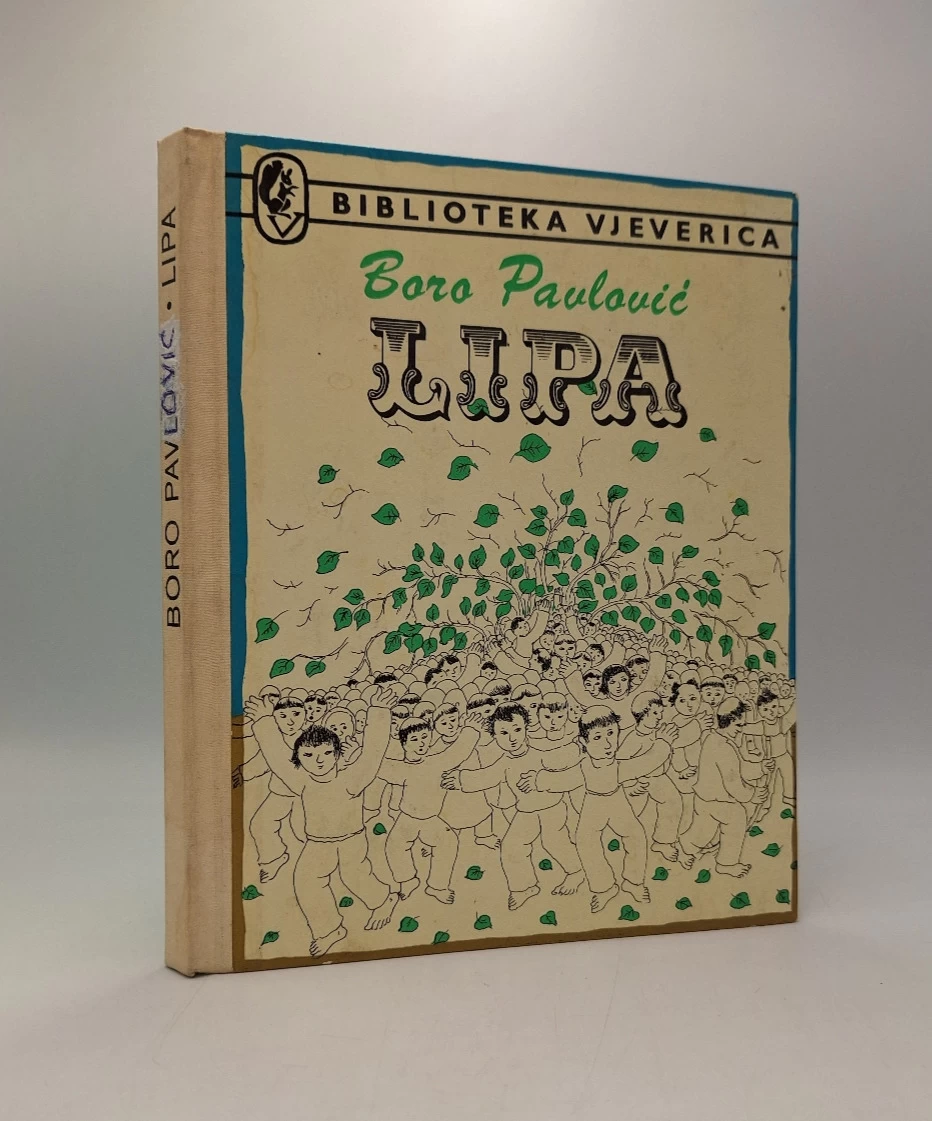 BIBLIOTEKA VJEVERICA
Boro Pavlović
LIPA
BORO PAVLOVIĆ • LIPA